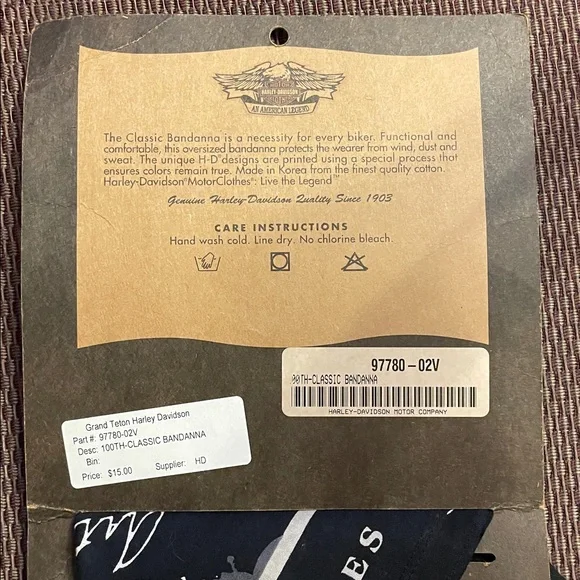 MOTOR
HARLEY-DAVIDSON
CYCLES
AN AMERICAN LEGEND
The Classic Bandanna is a necessity for every biker. Functional and
comfortable, this oversized bandanna protects the wearer from wind, dust and
sweat. The unique H-D® designs are printed using a special process that
ensures colors remain true. Made in Korea from the finest quality cotton.
Harley-Davidson® MotorClothes®: Live the Legend™
Genuine Harley-Davidson Quality Since 1903
CARE INSTRUCTIONS
Hand wash cold. Line dry. No chlorine bleach.
97780-02V
00TH-CLASSIC BANDANNA
HARLEY-DAVIDSON MOTOR COMPANY
Grand Teton Harley Davidson
Part #: 97780-02V
Desc: 100TH-CLASSIC BANDANNA
Bin:
Price: $15.00 Supplier: HD
ES